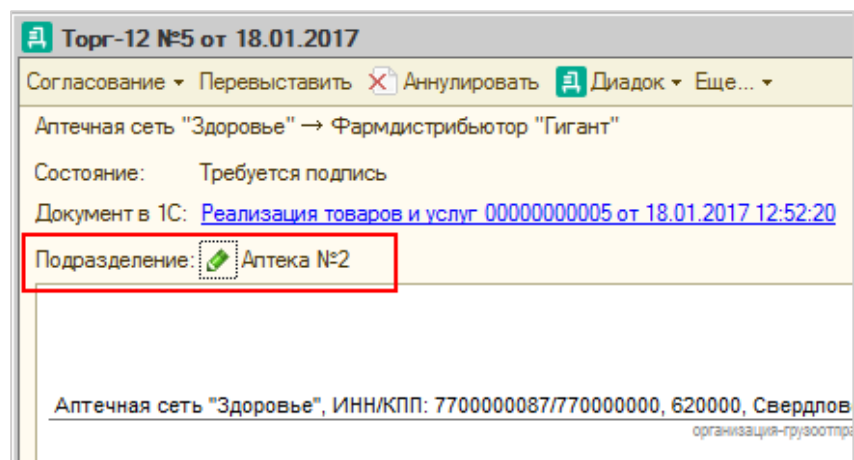 Торг-12 №5 от 18.01.2017
Согласование Перевыставить Аннулировать Диадок Еще...
Аптечная сеть "Здоровье" → Фармдистрибьютор "Гигант"
Состояние: Требуется подпись
Документ в 1С: Реализация товаров и услуг 00000000005 от 18.01.2017 12:52:20
Подразделение: Аптека №2
Аптечная сеть "Здоровье", ИНН/КПП: 7700000087/770000000, 620000, Свердлов
организация-грузоотпра